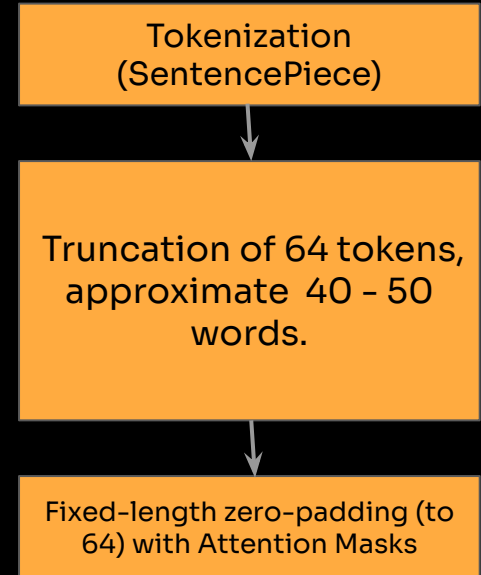 Tokenization
(SentencePiece)
Truncation of 64 tokens,
approximate 40 - 50
words.
Fixed-length zero-padding (to
64) with Attention Masks